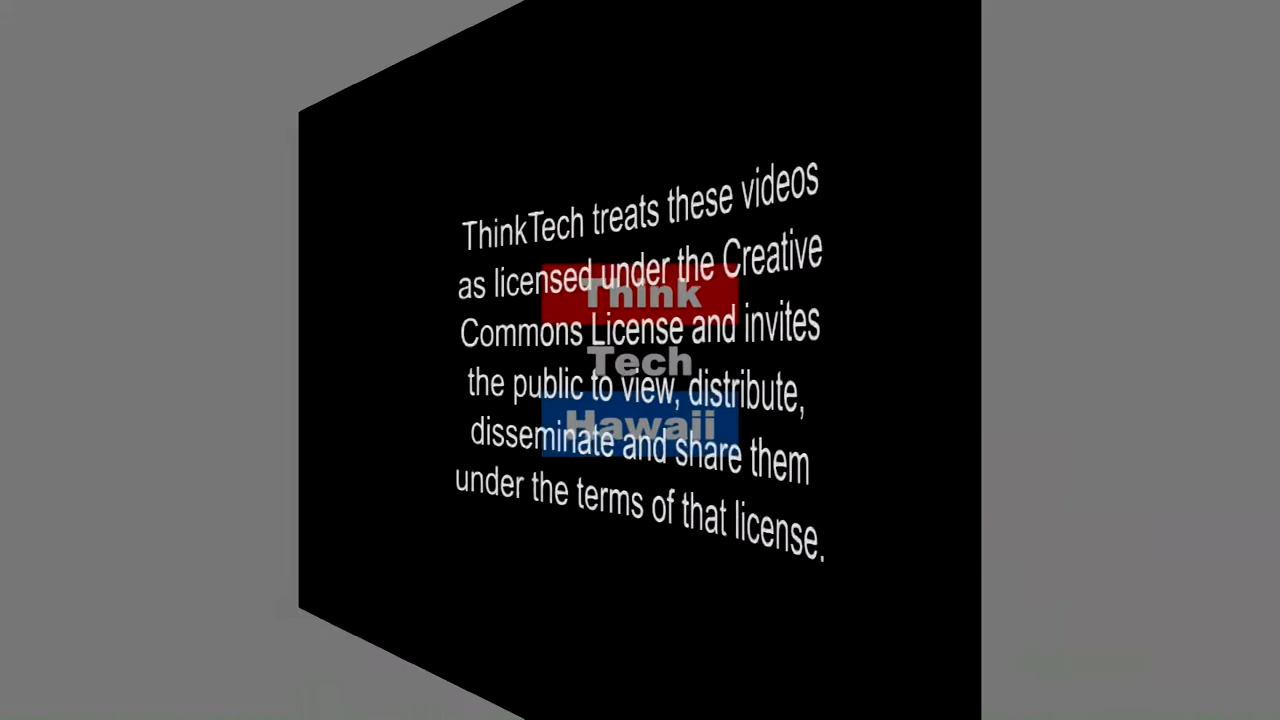 ThinkTech treats these videos
as licensed under the Creative
Commons License and invites
the public to view, distribute,
disseminate and share them
under the terms of that license.
Think
Tech
Hawaii